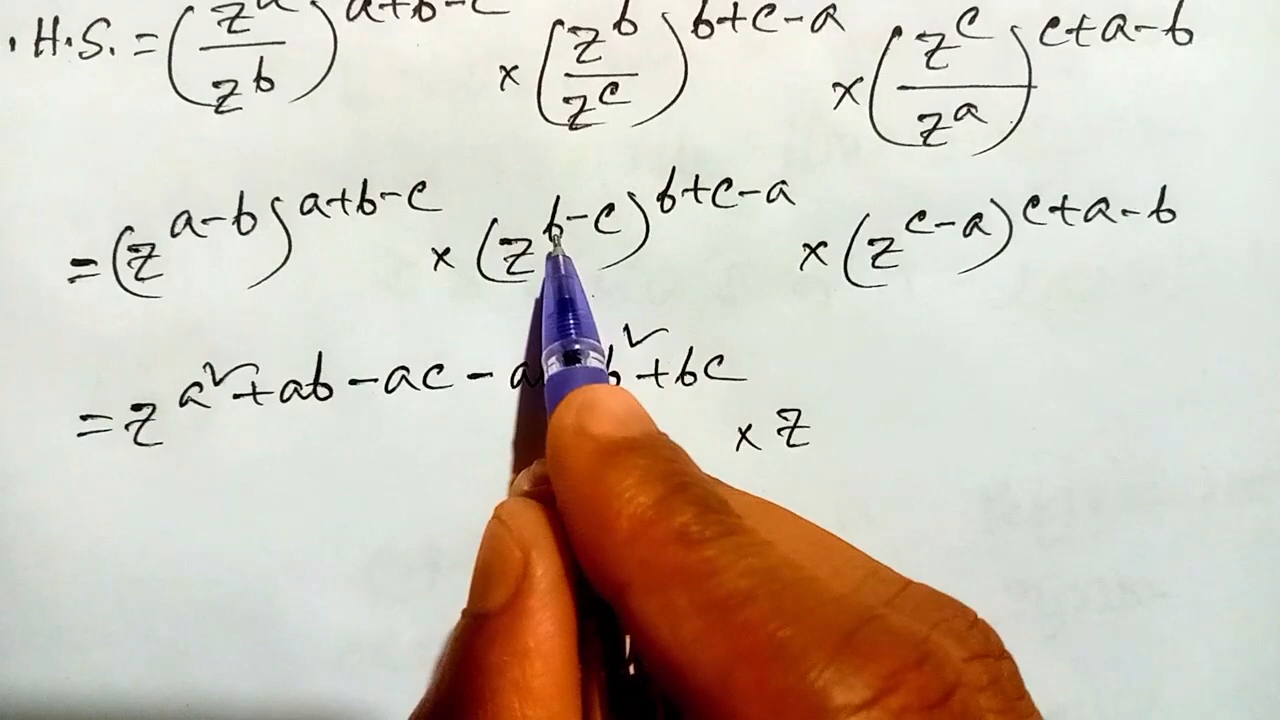 .H.S. = (z^a/z^b)^a+b-c × (z^b/z^c)^b+c-a × (z^c/z^a)^c+a-b
= (z^a-b)^a+b-c × (z^b-c)^b+c-a × (z^c-a)^c+a-b
= z^a²+ab-ac-a b²+bc × z